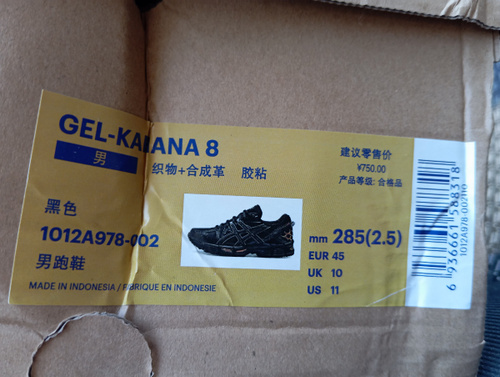 GEL-KAHANA 8
男
织物+合成革 胶粘
建议零售价
¥750.00
产品等级: 合格品
黑色
1012A978-002
男跑鞋
MADE IN INDONESIA / FABRIQUE EN INDONESIE
mm 285(2.5)
EUR 45
UK 10
US 11
6 936661 588318